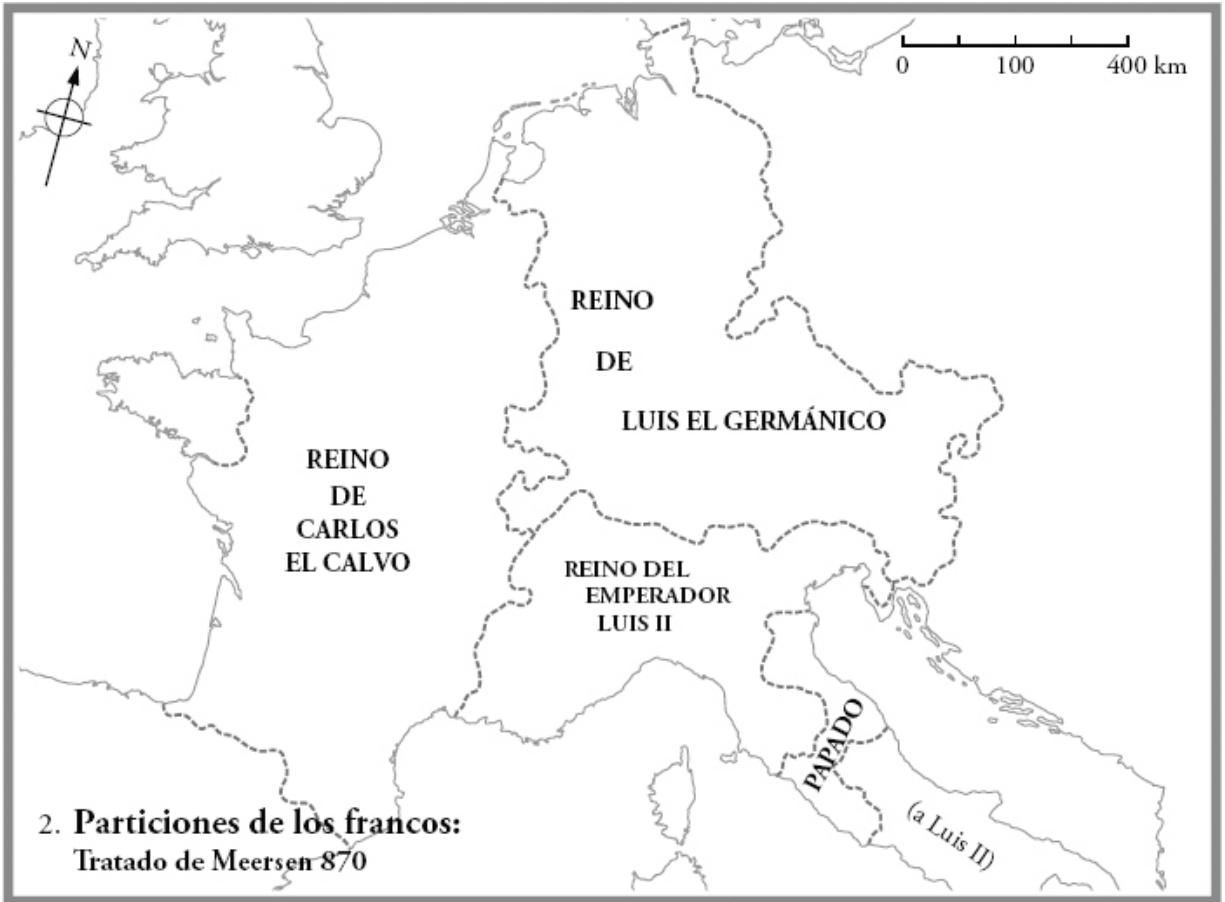 N
0 100 400 km
REINO
DE
LUIS EL GERMÁNICO
REINO
DE
CARLOS
EL CALVO
REINO DEL
EMPERADOR
LUIS II
PAPADO
(a Luis II)
2. Particiones de los francos:
Tratado de Meersen 870